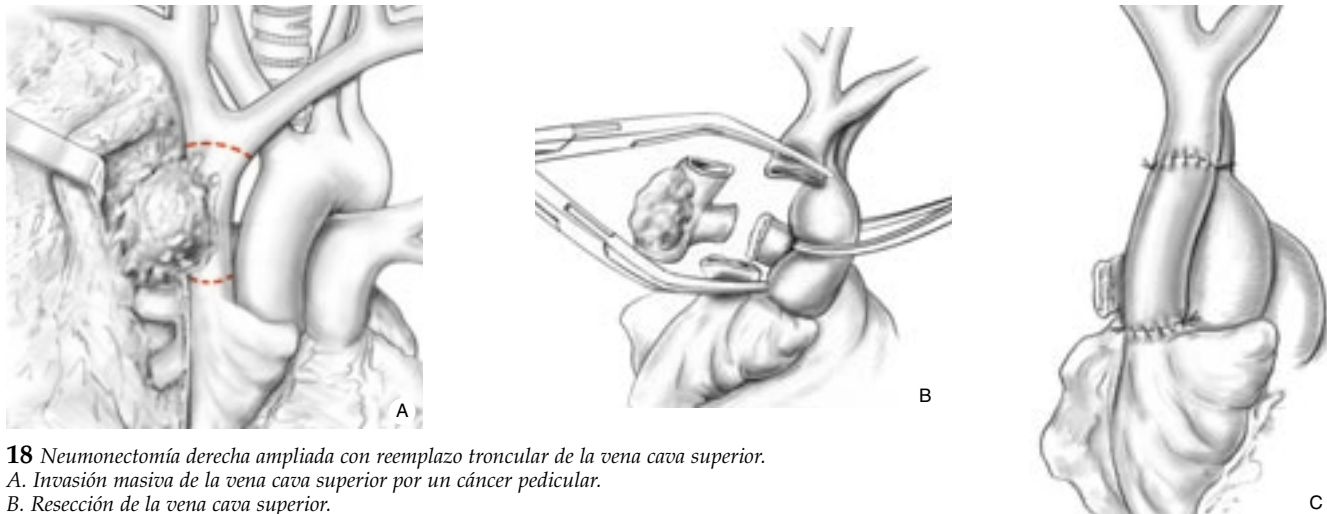 A
B
C
18 Neumonectomía derecha ampliada con reemplazo troncular de la vena cava superior.
A. Invasión masiva de la vena cava superior por un cáncer pedicular.
B. Resección de la vena cava superior.